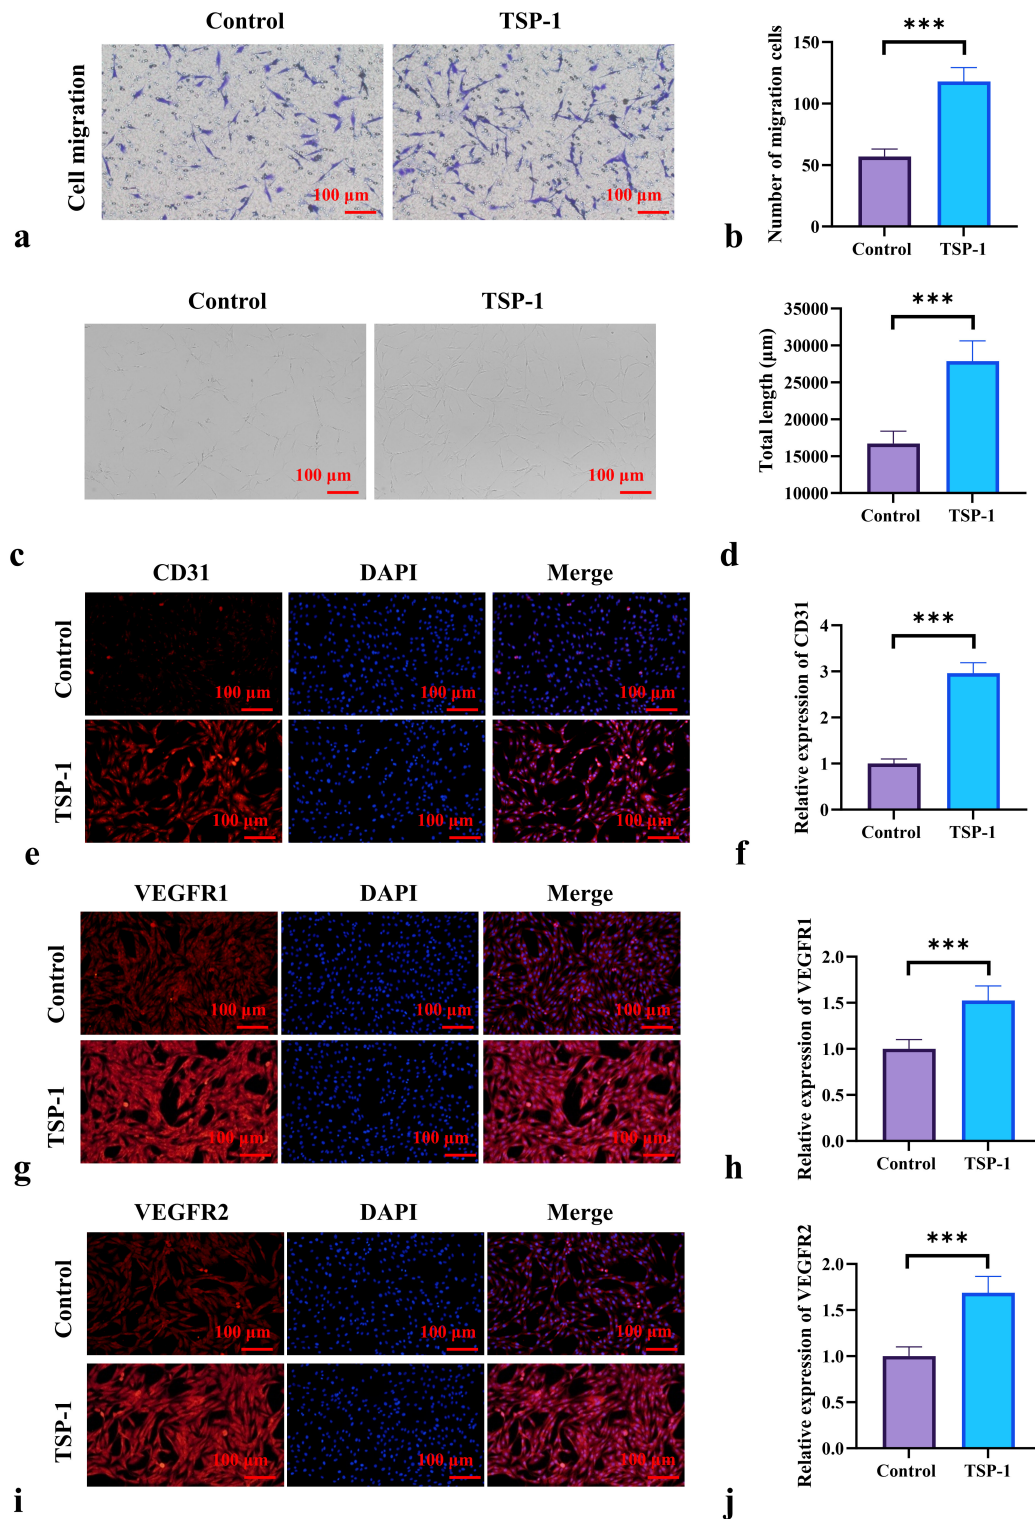 Control TSP-1
Cell migration
100 µm 100 µm
a
***
Number of migration cells
150
100
50
0
Control TSP-1
b
Control TSP-1
100 µm 100 µm
c
***
Total length (µm)
35000
30000
25000
20000
15000
10000
Control TSP-1
d
CD31 DAPI Merge
Control
100 µm 100 µm 100 µm
TSP-1
100 µm 100 µm 100 µm
e
***
Relative expression of CD31
4
3
2
1
0
Control TSP-1
f
VEGFR1 DAPI Merge
Control
100 µm 100 µm 100 µm
TSP-1
100 µm 100 µm 100 µm
g
***
Relative expression of VEGFR1
2.0
1.5
1.0
0.5
0.0
Control TSP-1
h
VEGFR2 DAPI Merge
Control
100 µm 100 µm 100 µm
TSP-1
100 µm 100 µm 100 µm
i
***
Relative expression of VEGFR2
2.0
1.5
1.0
0.5
0.0
Control TSP-1
j